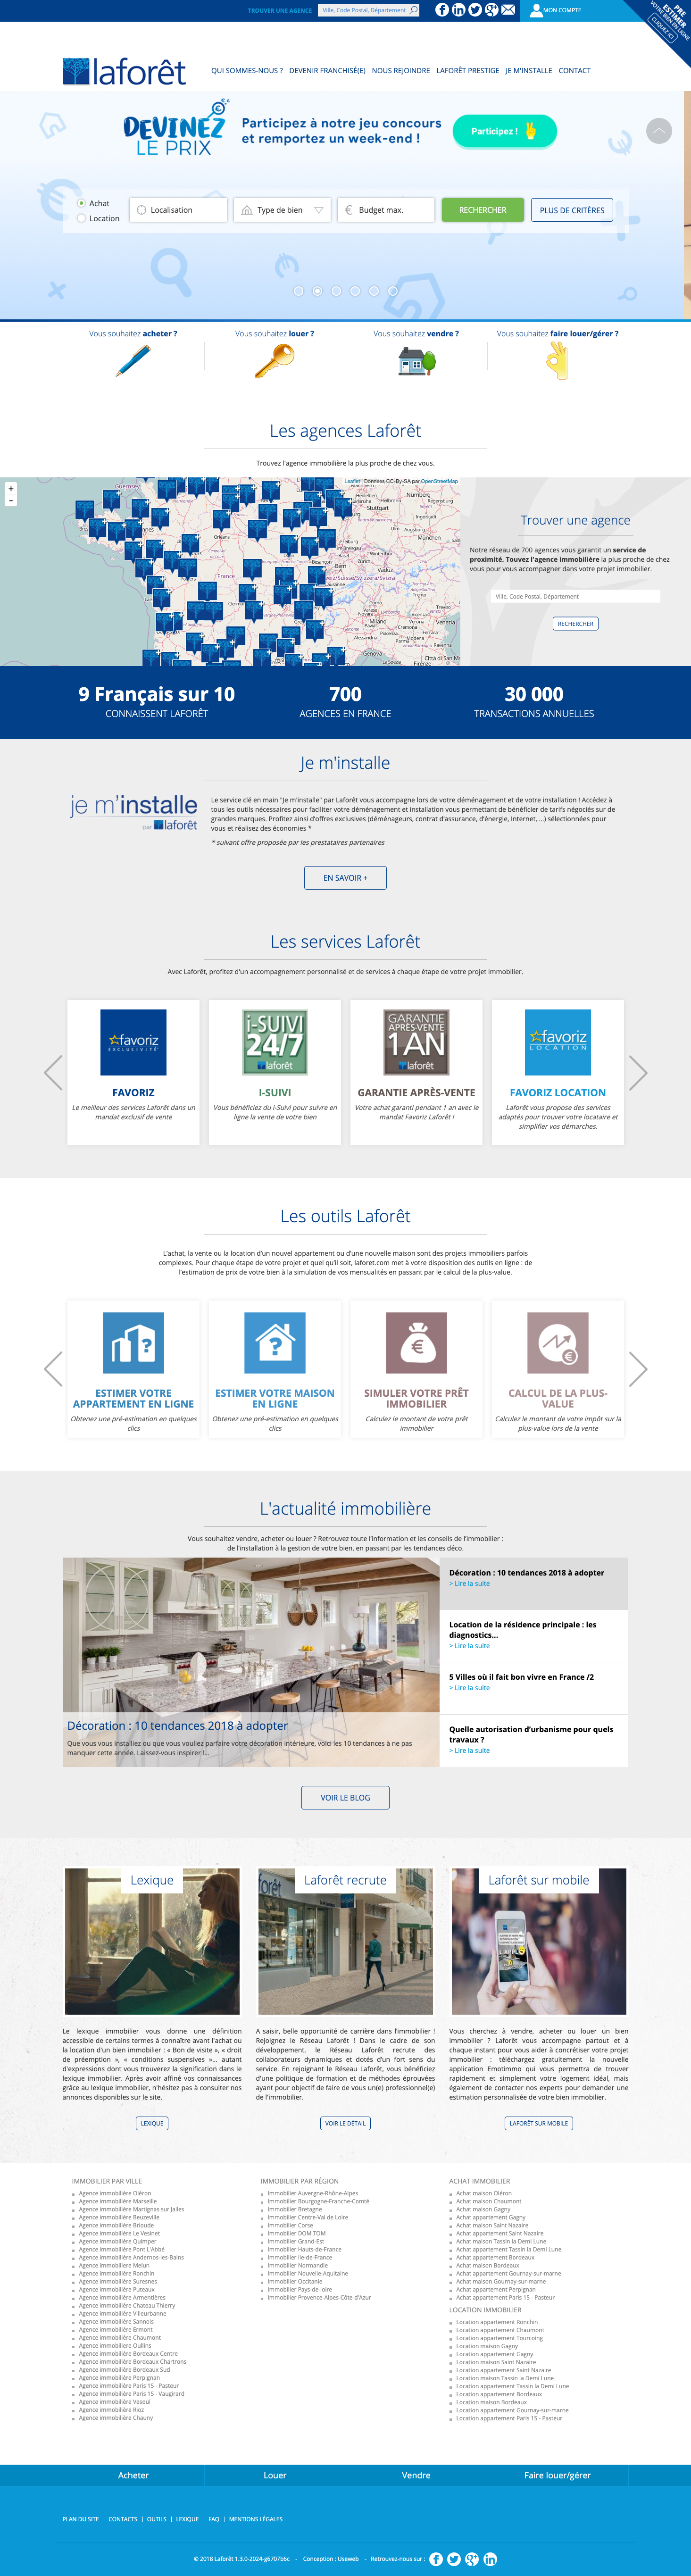 TROUVER UNE AGENCE
Ville, Code Postal, Département
MON COMPTE
PRE
ESTIMER
VOTRE BIEN EN LIGNE
CLIQUEZ ICI
laforêt
QUI SOMMES-NOUS ?
DEVENIR FRANCHISÉ(E)
NOUS REJOINDRE
LAFORÊT PRESTIGE
JE M'INSTALLE
CONTACT
DEVINEZ
LE PRIX
Participez à notre jeu concours
et remportez un week-end !
Participez !
Achat
Location
Localisation
Type de bien
Budget max.
RECHERCHER
PLUS DE CRITÈRES
Vous souhaitez acheter ?
Vous souhaitez louer ?
Vous souhaitez vendre ?
Vous souhaitez faire louer/gérer ?
Les agences Laforêt
Trouvez l'agence immobilière la plus proche de chez vous.
+
-
Leaflet | Données CC-By-SA par OpenStreetMap
Guernsey
Nürnberg
Regensburg
Stuttgart
Augsburg
München
Orléans
France
Bern
Vaduz
Treviso
Venezia
Milano
Verona
Piacenza
Parma
Modena
Genova
Ravenna
Firenze
Trouver une agence
Notre réseau de 700 agences vous garantit un service de
proximité. Touvez l'agence immobilière la plus proche de chez
vous pour vous accompagner dans votre projet immobilier.
Ville, Code Postal, Département
RECHERCHER
9 Français sur 10
CONNAISSENT LAFORÊT
700
AGENCES EN FRANCE
30 000
TRANSACTIONS ANNUELLES
Je m'installe
je m'installe
par laforêt
Le service clé en main "Je m'installe" par Laforêt vous accompagne lors de votre déménagement et de votre installation ! Accédez à
tous les outils nécessaires pour faciliter votre déménagement et installation vous permettant de bénéficier de tarifs négociés sur de
grandes marques. Profitez ainsi d'offres exclusives (déménageurs, contrat d'assurance, d'énergie, Internet, ...) sélectionnées pour
vous et réalisez des économies *
* suivant offre proposée par les prestataires partenaires
EN SAVOIR +
Les services Laforêt
Avec Laforêt, profitez d'un accompagnement personnalisé et de services à chaque étape de votre projet immobilier.
favoriz
EXCLUSIVITÉ
FAVORIZ
Le meilleur des services Laforêt dans un
mandat exclusif de vente
i-SUIVI
24/7
laforêt
I-SUIVI
Vous bénéficiez du i-Suivi pour suivre en
ligne la vente de votre bien
GARANTIE
APRÈS-VENTE
1 AN
laforêt
GARANTIE APRÈS-VENTE
Votre achat garanti pendant 1 an avec le
mandat Favoriz Laforêt !
favoriz
LOCATION
FAVORIZ LOCATION
Laforêt vous propose des services
adaptés pour trouver votre locataire et
simplifier vos démarches.
Les outils Laforêt
L'achat, la vente ou la location d'un nouvel appartement ou d'une nouvelle maison sont des projets immobiliers parfois
complexes. Pour chaque étape de votre projet et quel qu'il soit, laforet.com met à votre disposition des outils en ligne : de
l'estimation de prix de votre bien à la simulation de vos mensualités en passant par le calcul de la plus-value.
ESTIMER VOTRE
APPARTEMENT EN LIGNE
Obtenez une pré-estimation en quelques
clics
ESTIMER VOTRE MAISON
EN LIGNE
Obtenez une pré-estimation en quelques
clics
SIMULER VOTRE PRÊT
IMMOBILIER
Calculez le montant de votre prêt
immobilier
CALCUL DE LA PLUS-
VALUE
Calculez le montant de votre impôt sur la
plus-value lors de la vente
L'actualité immobilière
Vous souhaitez vendre, acheter ou louer ? Retrouvez toute l'information et les conseils de l'immobilier :
de l'installation à la gestion de votre bien, en passant par les tendances déco.
Décoration : 10 tendances 2018 à adopter
Que vous vous installiez ou que vous vouliez parfaire votre décoration intérieure, voici les 10 tendances à ne pas
manquer cette année. Laissez-vous inspirer !...
Décoration : 10 tendances 2018 à adopter
> Lire la suite
Location de la résidence principale : les
diagnostics...
> Lire la suite
5 Villes où il fait bon vivre en France /2
> Lire la suite
Quelle autorisation d'urbanisme pour quels
travaux ?
> Lire la suite
VOIR LE BLOG
Lexique
Le lexique immobilier vous donne une définition
accessible de certains termes à connaître avant l'achat ou
la location d'un bien immobilier : « Bon de visite », « droit
de préemption », « conditions suspensives »... autant
d'expressions dont vous trouverez la signification dans le
lexique immobilier. Après avoir affiné vos connaissances
grâce au lexique immobilier, n'hésitez pas à consulter nos
annonces disponibles sur le site.
LEXIQUE
Laforêt recrute
A saisir, belle opportunité de carrière dans l'immobilier !
Rejoignez le Réseau Laforêt ! Dans le cadre de son
développement, le Réseau Laforêt recrute des
collaborateurs dynamiques et dotés d'un fort sens du
service. En rejoignant le Réseau Laforêt, vous bénéficiez
d'une politique de formation et de méthodes éprouvées
ayant pour objectif de faire de vous un(e) professionnel(e)
de l'immobilier.
VOIR LE DÉTAIL
Laforêt sur mobile
Vous cherchez à vendre, acheter ou louer un bien
immobilier ? Laforêt vous accompagne partout et à
chaque instant pour vous aider à concrétiser votre projet
immobilier : téléchargez gratuitement la nouvelle
application Emotimmo qui vous permettra de trouver
rapidement et simplement votre logement idéal, mais
également de contacter nos experts pour demander une
estimation personnalisée de votre bien immobilier.
LAFORÊT SUR MOBILE
IMMOBILIER PAR VILLE
Agence immobilière Oléron
Agence immobilière Marseille
Agence immobilière Martignas sur Jalles
Agence immobilière Beuzeville
Agence immobilière Brioude
Agence immobilière Le Vesinet
Agence immobilière Quimper
Agence immobilière Pont L'Abbé
Agence immobilière Andernos-les-Bains
Agence immobilière Melun
Agence immobilière Ronchin
Agence immobilière Suresnes
Agence immobilière Puteaux
Agence immobilière Armentières
Agence immobilière Chateau Thierry
Agence immobilière Villeurbanne
Agence immobilière Sannois
Agence immobilière Ermont
Agence immobilière Chaumont
Agence immobilière Oullins
Agence immobilière Bordeaux Centre
Agence immobilière Bordeaux Chartrons
Agence immobilière Bordeaux Sud
Agence immobilière Perpignan
Agence immobilière Paris 15 - Pasteur
Agence immobilière Paris 15 - Vaugirard
Agence immobilière Vesoul
Agence immobilière Rioz
Agence immobilière Chauny
IMMOBILIER PAR RÉGION
Immobilier Auvergne-Rhône-Alpes
Immobilier Bourgogne-Franche-Comté
Immobilier Bretagne
Immobilier Centre-Val de Loire
Immobilier Corse
Immobilier DOM TOM
Immobilier Grand-Est
Immobilier Hauts-de-France
Immobilier Ile-de-France
Immobilier Normandie
Immobilier Nouvelle-Aquitaine
Immobilier Occitanie
Immobilier Pays-de-loire
Immobilier Provence-Alpes-Côte-d'Azur
ACHAT IMMOBILIER
Achat maison Oléron
Achat maison Chaumont
Achat maison Gagny
Achat appartement Gagny
Achat maison Saint Nazaire
Achat appartement Saint Nazaire
Achat maison Tassin la Demi Lune
Achat appartement Tassin la Demi Lune
Achat appartement Bordeaux
Achat maison Bordeaux
Achat appartement Gournay-sur-marne
Achat maison Gournay-sur-marne
Achat appartement Perpignan
Achat appartement Paris 15 - Pasteur
LOCATION IMMOBILIER
Location appartement Ronchin
Location appartement Chaumont
Location appartement Tourcoing
Location maison Gagny
Location appartement Gagny
Location maison Saint Nazaire
Location appartement Saint Nazaire
Location maison Tassin la Demi Lune
Location appartement Tassin la Demi Lune
Location appartement Bordeaux
Location maison Bordeaux
Location appartement Gournay-sur-marne
Location appartement Paris 15 - Pasteur
Acheter
Louer
Vendre
Faire louer/gérer
PLAN DU SITE | CONTACTS | OUTILS | LEXIQUE | FAQ | MENTIONS LÉGALES
© 2018 Laforêt 1.3.0-2024-g6707b6c - Conception : Useweb - Retrouvez-nous sur :